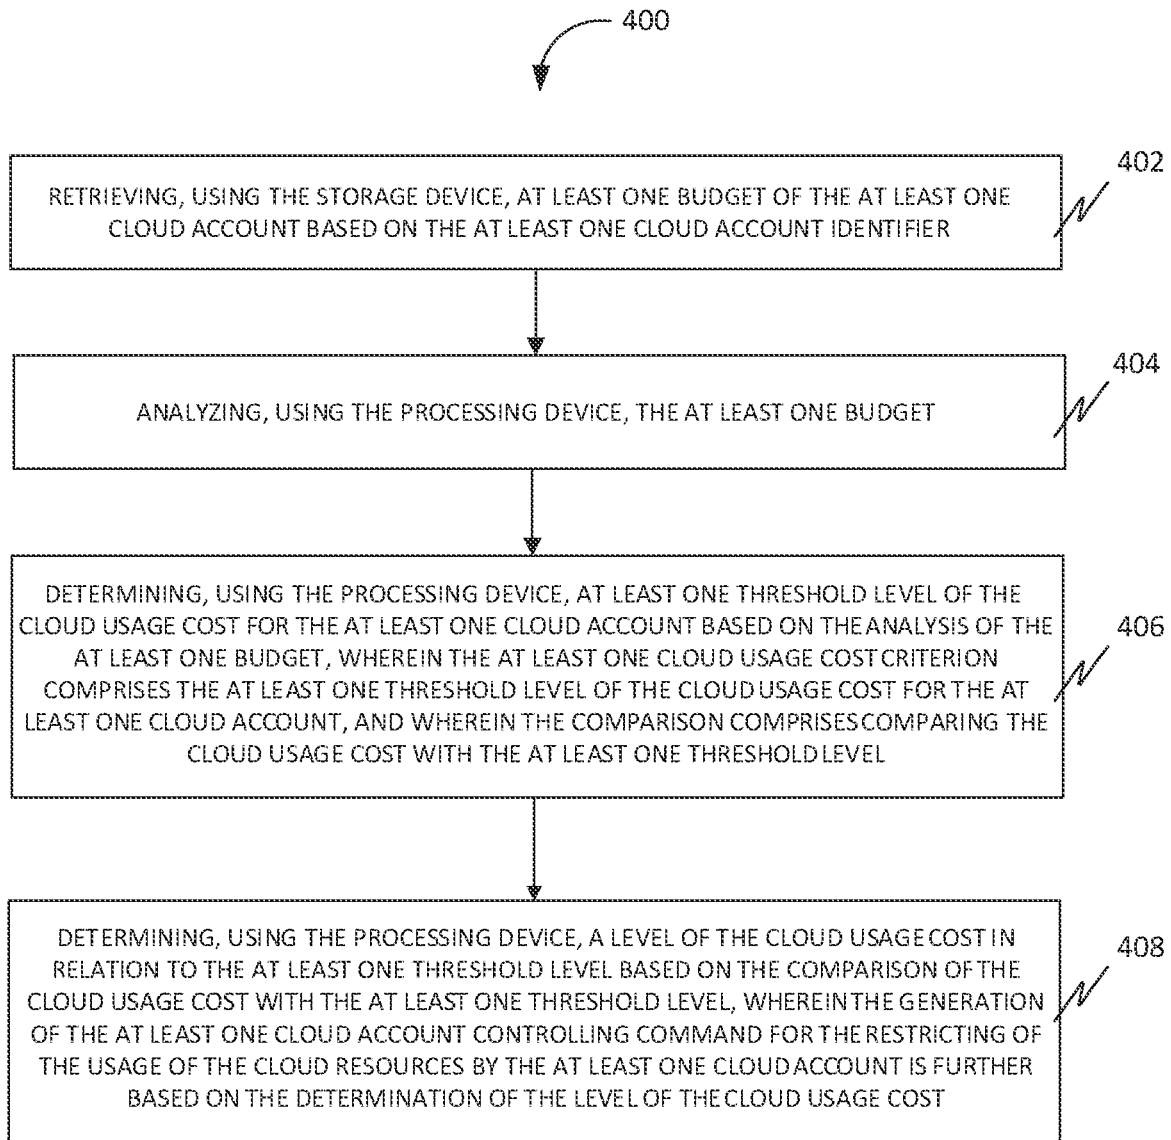 400
402
RETRIEVING, USING THE STORAGE DEVICE, AT LEAST ONE BUDGET OF THE AT LEAST ONE
CLOUD ACCOUNT BASED ON THE AT LEAST ONE CLOUD ACCOUNT IDENTIFIER
404
ANALYZING, USING THE PROCESSING DEVICE, THE AT LEAST ONE BUDGET
406
DETERMINING, USING THE PROCESSING DEVICE, AT LEAST ONE THRESHOLD LEVEL OF THE
CLOUD USAGE COST FOR THE AT LEAST ONE CLOUD ACCOUNT BASED ON THE ANALYSIS OF THE
AT LEAST ONE BUDGET, WHEREIN THE AT LEAST ONE CLOUD USAGE COST CRITERION
COMPRISES THE AT LEAST ONE THRESHOLD LEVEL OF THE CLOUD USAGE COST FOR THE AT
LEAST ONE CLOUD ACCOUNT, AND WHEREIN THE COMPARISON COMPRISES COMPARING THE
CLOUD USAGE COST WITH THE AT LEAST ONE THRESHOLD LEVEL
408
DETERMINING, USING THE PROCESSING DEVICE, A LEVEL OF THE CLOUD USAGE COST IN
RELATION TO THE AT LEAST ONE THRESHOLD LEVEL BASED ON THE COMPARISON OF THE
CLOUD USAGE COST WITH THE AT LEAST ONE THRESHOLD LEVEL, WHEREIN THE GENERATION
OF THE AT LEAST ONE CLOUD ACCOUNT CONTROLLING COMMAND FOR THE RESTRICTING OF
THE USAGE OF THE CLOUD RESOURCES BY THE AT LEAST ONE CLOUD ACCOUNT IS FURTHER
BASED ON THE DETERMINATION OF THE LEVEL OF THE CLOUD USAGE COST